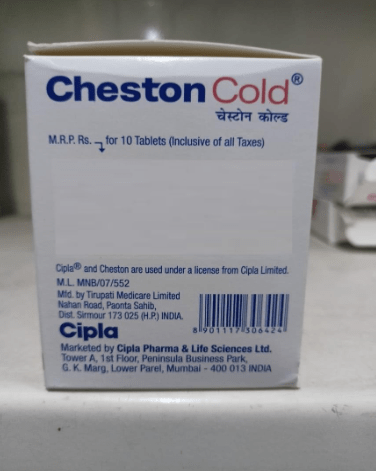 Cheston Cold®
चेस्टोन कोल्ड
M.R.P. Rs. for 10 Tablets (Inclusive of all Taxes)
Cipla® and Cheston are used under a license from Cipla Limited.
M.L. MNB/07/552
Mfd. by Tirupati Medicare Limited
Nahan Road, Paonta Sahib,
Dist. Sirmour 173 025 (H.P.) INDIA.
8 901117 306424
Cipla
Marketed by Cipla Pharma & Life Sciences Ltd.
Tower A, 1st Floor, Peninsula Business Park,
G. K. Marg, Lower Parel, Mumbai - 400 013 INDIA